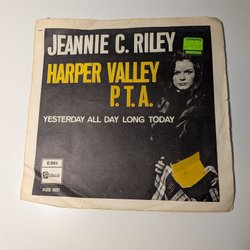 JEANNIE C. RILEY
HARPER VALLEY
P.T.A.
YESTERDAY ALL DAY LONG TODAY
EMI